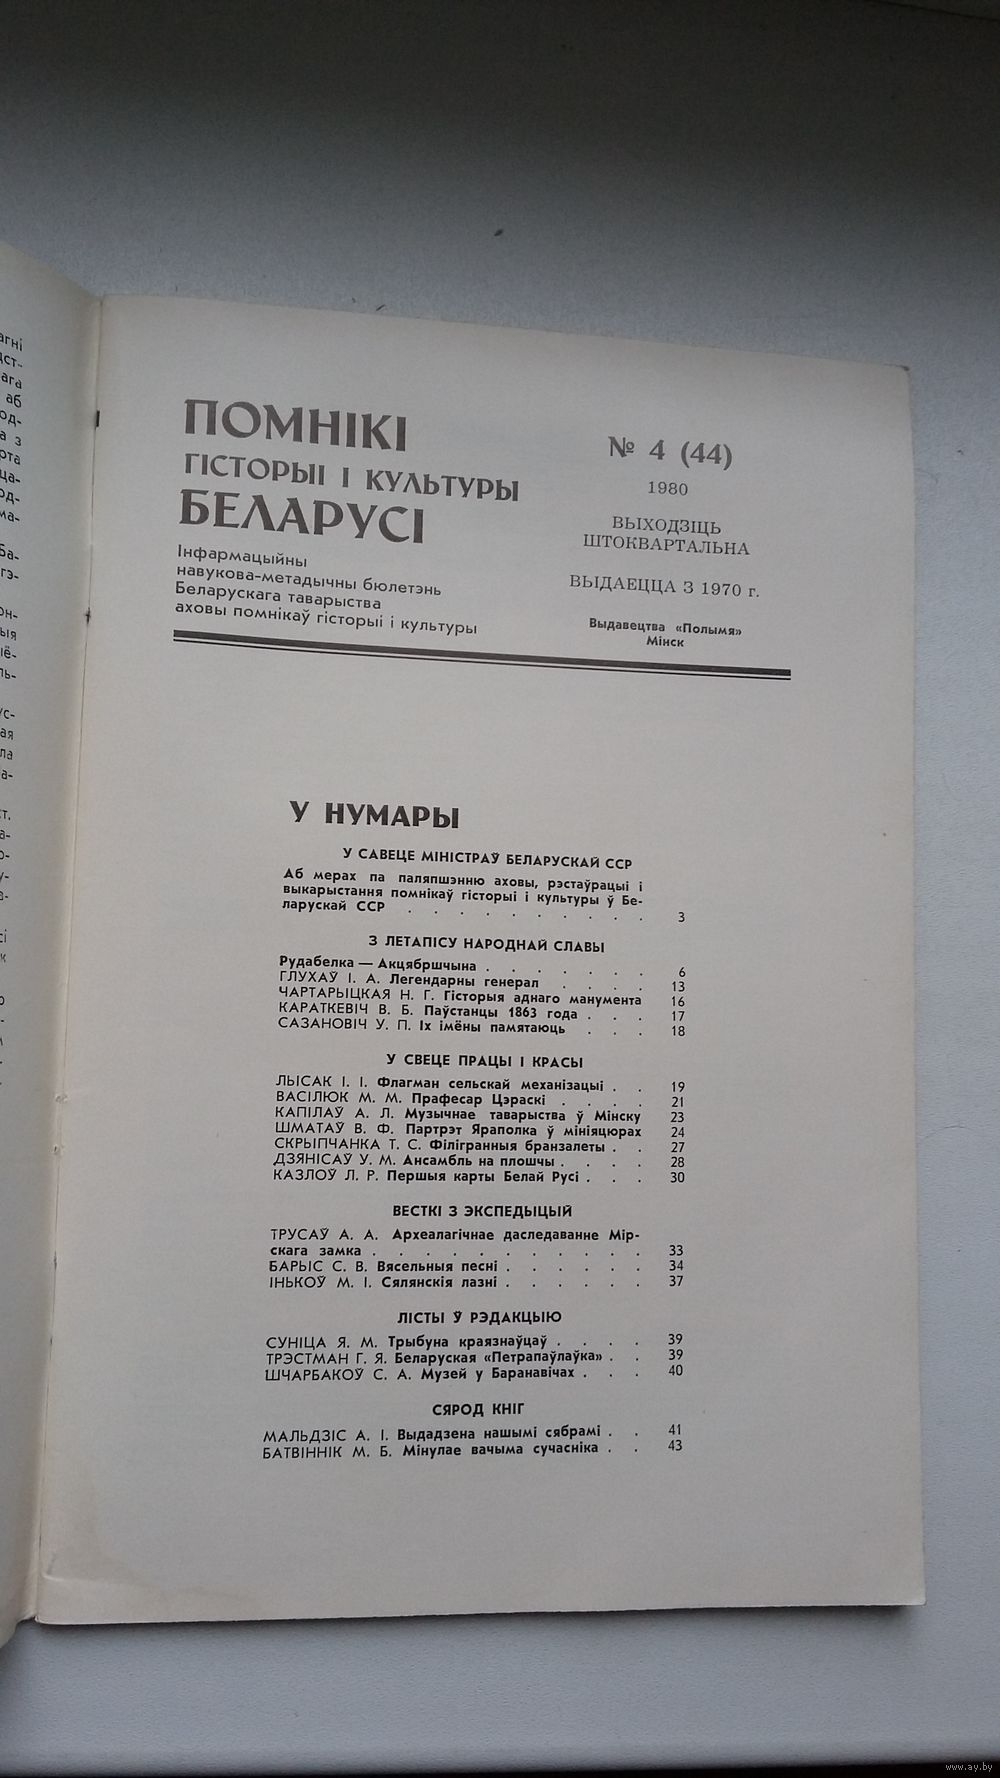 ПОМНІКІ
ГІСТОРЫІ І КУЛЬТУРЫ
БЕЛАРУСІ
Інфармацыйны
навукова-метадычны бюлетэнь
Беларускага таварыства
аховы помнікаў гісторыі і культуры
№ 4 (44)
1980
ВЫХОДЗІЦЬ
ШТОКВАРТАЛЬНА
ВЫДАЕЦЦА З 1970 г.
Выдавецтва «Полымя»
Мінск
У НУМАРЫ
У САВЕЦЕ МІНІСТРАЎ БЕЛАРУСКАЙ ССР
Аб мерах па паляпшэнню аховы, рэстаўрацыі і
выкарыстання помнікаў гісторыі і культуры ў Бе-
ларускай ССР . . . . . . . . . . 3
З ЛЕТАПІСУ НАРОДНАЙ СЛАВЫ
Рудабелка — Акцябршчына . . . . . . . 6
ГЛУХАЎ І. А. Легендарны генерал . . . . 13
ЧАРТАРЫЦКАЯ Н. Г. Гісторыя аднаго манумента 16
КАРАТКЕВІЧ В. Б. Паўстанцы 1863 года . . . 17
САЗАНОВІЧ У. П. Іх імёны памятаюць . . . 18
У СВЕЦЕ ПРАЦЫ І КРАСЫ
ЛЫСАК І. І. Флагман сельскай механізацыі . . 19
ВАСІЛЮК М. М. Прафесар Цэраскі . . . . 21
КАПІЛАЎ А. Л. Музычнае таварыства ў Мінску 23
ШМАТАЎ В. Ф. Партрэт Яраполка ў мініяцюрах 24
СКРЫПЧАНКА Т. С. Філігранныя бранзалеты . . 27
ДЗЯНІСАЎ У. М. Ансамбль на плошчы . . . . 28
КАЗЛОЎ Л. Р. Першыя карты Белай Русі . . . 30
ВЕСТКІ З ЭКСПЕДЫЦЫЙ
ТРУСАЎ А. А. Археалагічнае даследаванне Мір-
скага замка . . . . . . . . . . . 33
БАРЫС С. В. Вясельныя песні . . . . . . 34
ІНЬКОЎ М. І. Сялянскія лазні . . . . . . 37
ЛІСТЫ Ў РЭДАКЦЫЮ
СУНІЦА Я. М. Трыбуна краязнаўцаў . . . . 39
ТРЭСТМАН Г. Я. Беларуская «Петрапаўлаўка» . . 39
ШЧАРБАКОЎ С. А. Музей у Баранавічах . . . 40
СЯРОД КНІГ
МАЛЬДЗІС А. І. Выдадзена нашымі сябрамі . . 41
БАТВІННІК М. Б. Мінулае вачыма сучасніка . . 43
www.ay.by